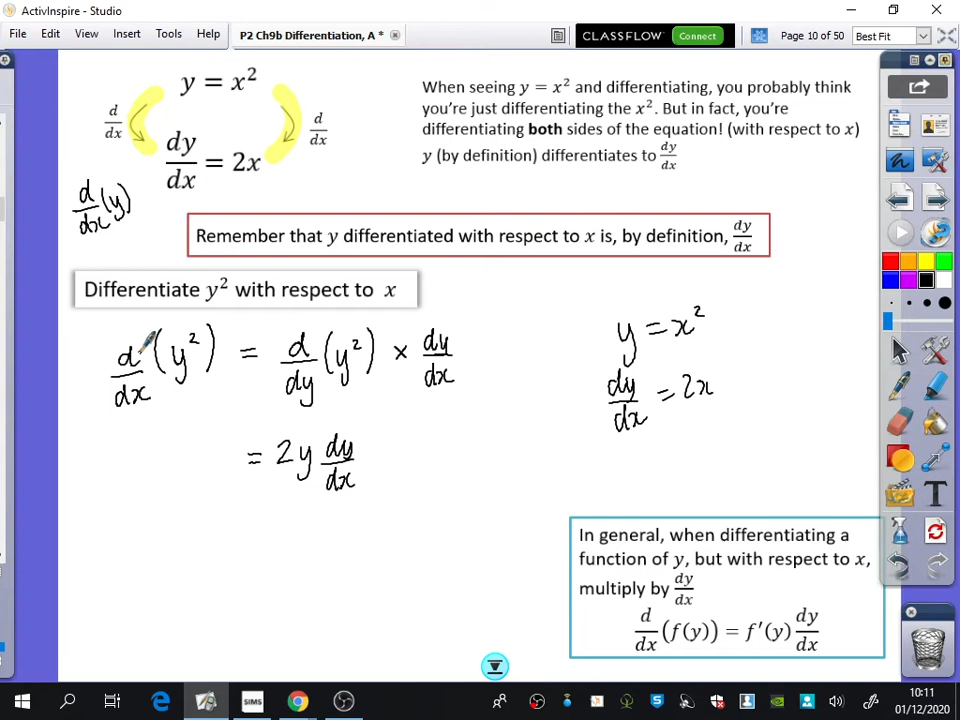 ActivInspire - Studio
File Edit View Insert Tools Help P2 Ch9b Differentiation, A * CLASSFLOW Connect Page 10 of 50 Best Fit
y = x²
d/dx d/dx
dy/dx = 2x
d/dx (y)
When seeing y = x² and differentiating, you probably think
you're just differentiating the x². But in fact, you're
differentiating both sides of the equation! (with respect to x)
y (by definition) differentiates to dy/dx
Remember that y differentiated with respect to x is, by definition, dy/dx
Differentiate y² with respect to x
d/dx (y²) = d/dy (y²) × dy/dx
= 2y dy/dx
y = x²
dy/dx = 2x
In general, when differentiating a
function of y, but with respect to x,
multiply by dy/dx
d/dx (f(y)) = f'(y) dy/dx
SIMS
10:11
01/12/2020